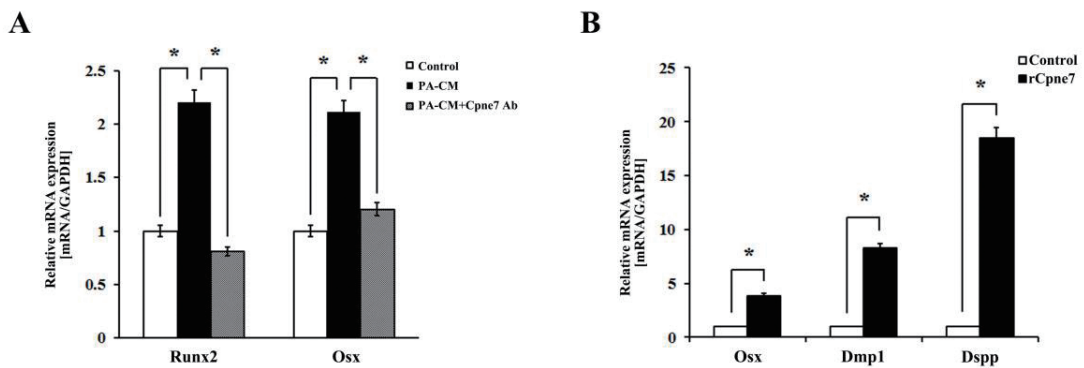 A
Relative mRNA expression
[mRNA/GAPDH]
2.5
2
1.5
1
0.5
0
* *
* *
Control
PA-CM
PA-CM+Cpne7 Ab
Runx2
Osx
B
Relative mRNA expression
[mRNA/GAPDH]
25
20
15
10
5
0
*
*
*
Control
rCpne7
Osx
Dmp1
Dspp